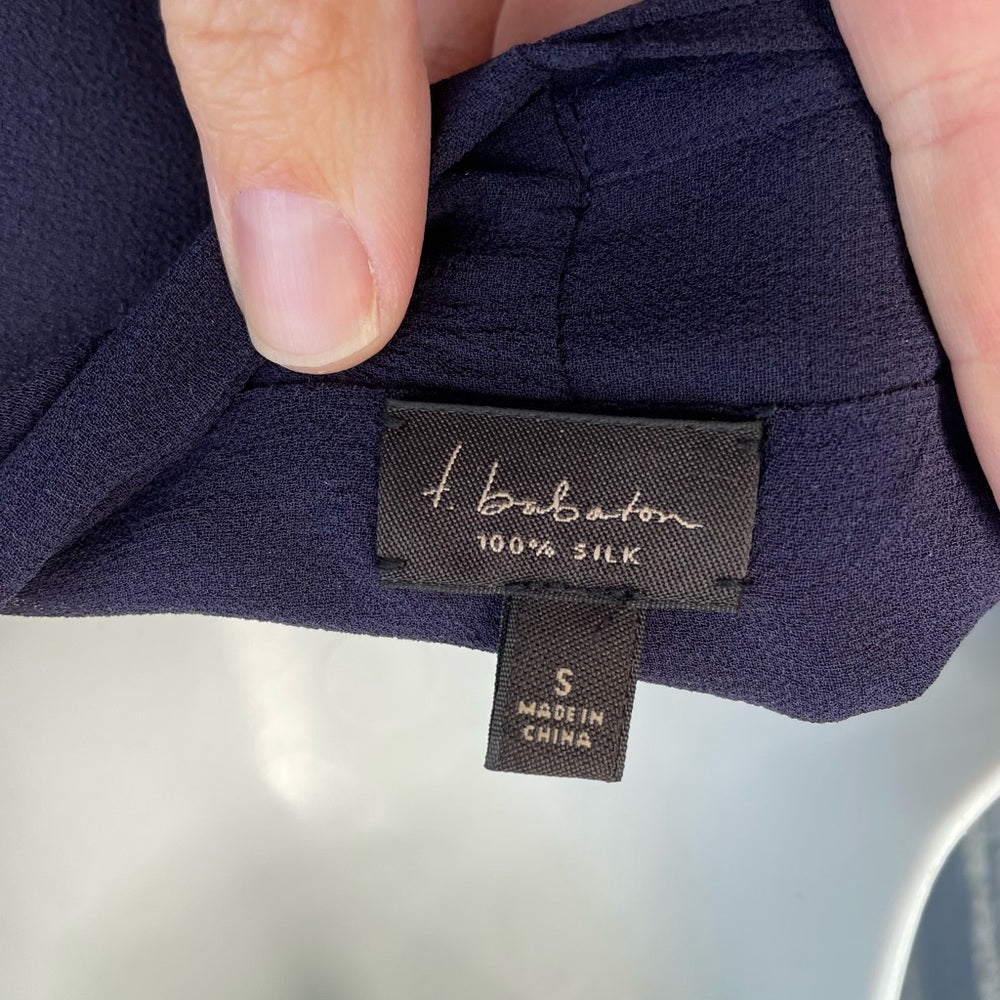 t. babaton
100% SILK
S
MADE IN
CHINA